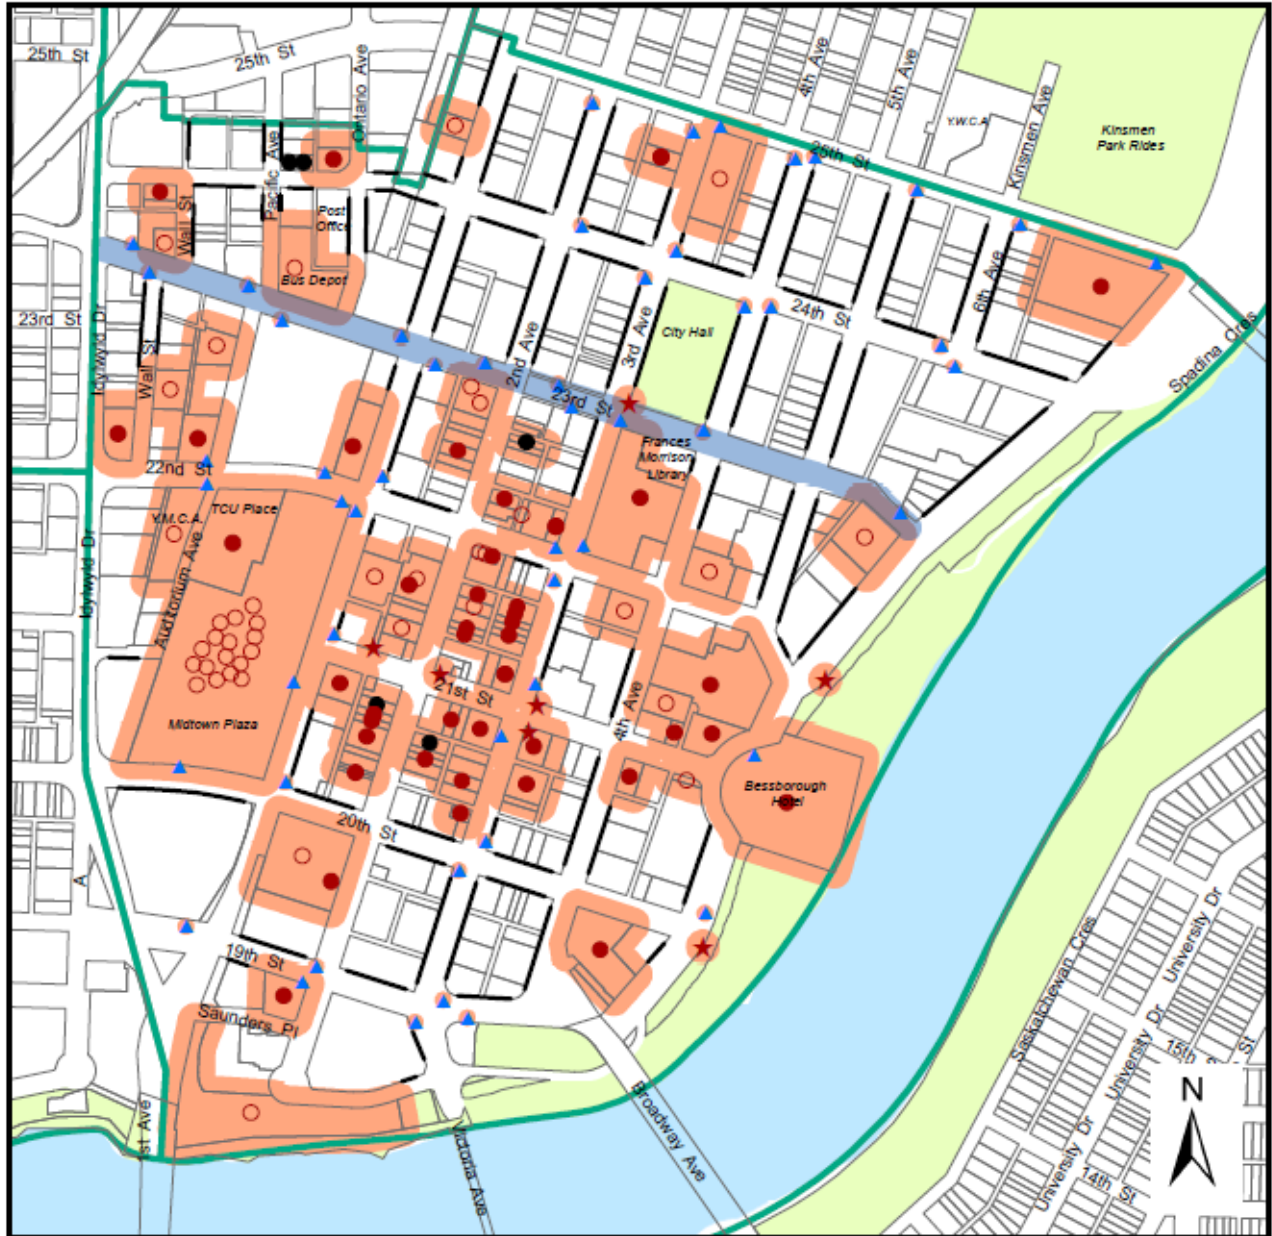 25th St
25th St
Ontario Ave
4th Ave
5th Ave
Y.W.C.A
Kinsmen Ave
Kinsmen
Park Rides
25th St
Pacific Ave
Wall St
Post
Office
Bus Depot
6th Ave
23rd St
Idylwyld Dr
Wall St
2nd Ave
3rd Ave
City Hall
24th St
Spadina Cres
23rd St
Frances
Morrison
Library
22nd St
Y.M.C.A.
TCU Place
Idylwyld Dr
Auditorium Ave
21st St
4th Ave
Midtown Plaza
Bessborough
Hotel
20th St
A
19th St
Saunders Pl
Saskatchewan Cres
University Dr
University Dr
15th
St
1st Ave
Victoria Ave
Broadway Ave
University Dr
14th St
N